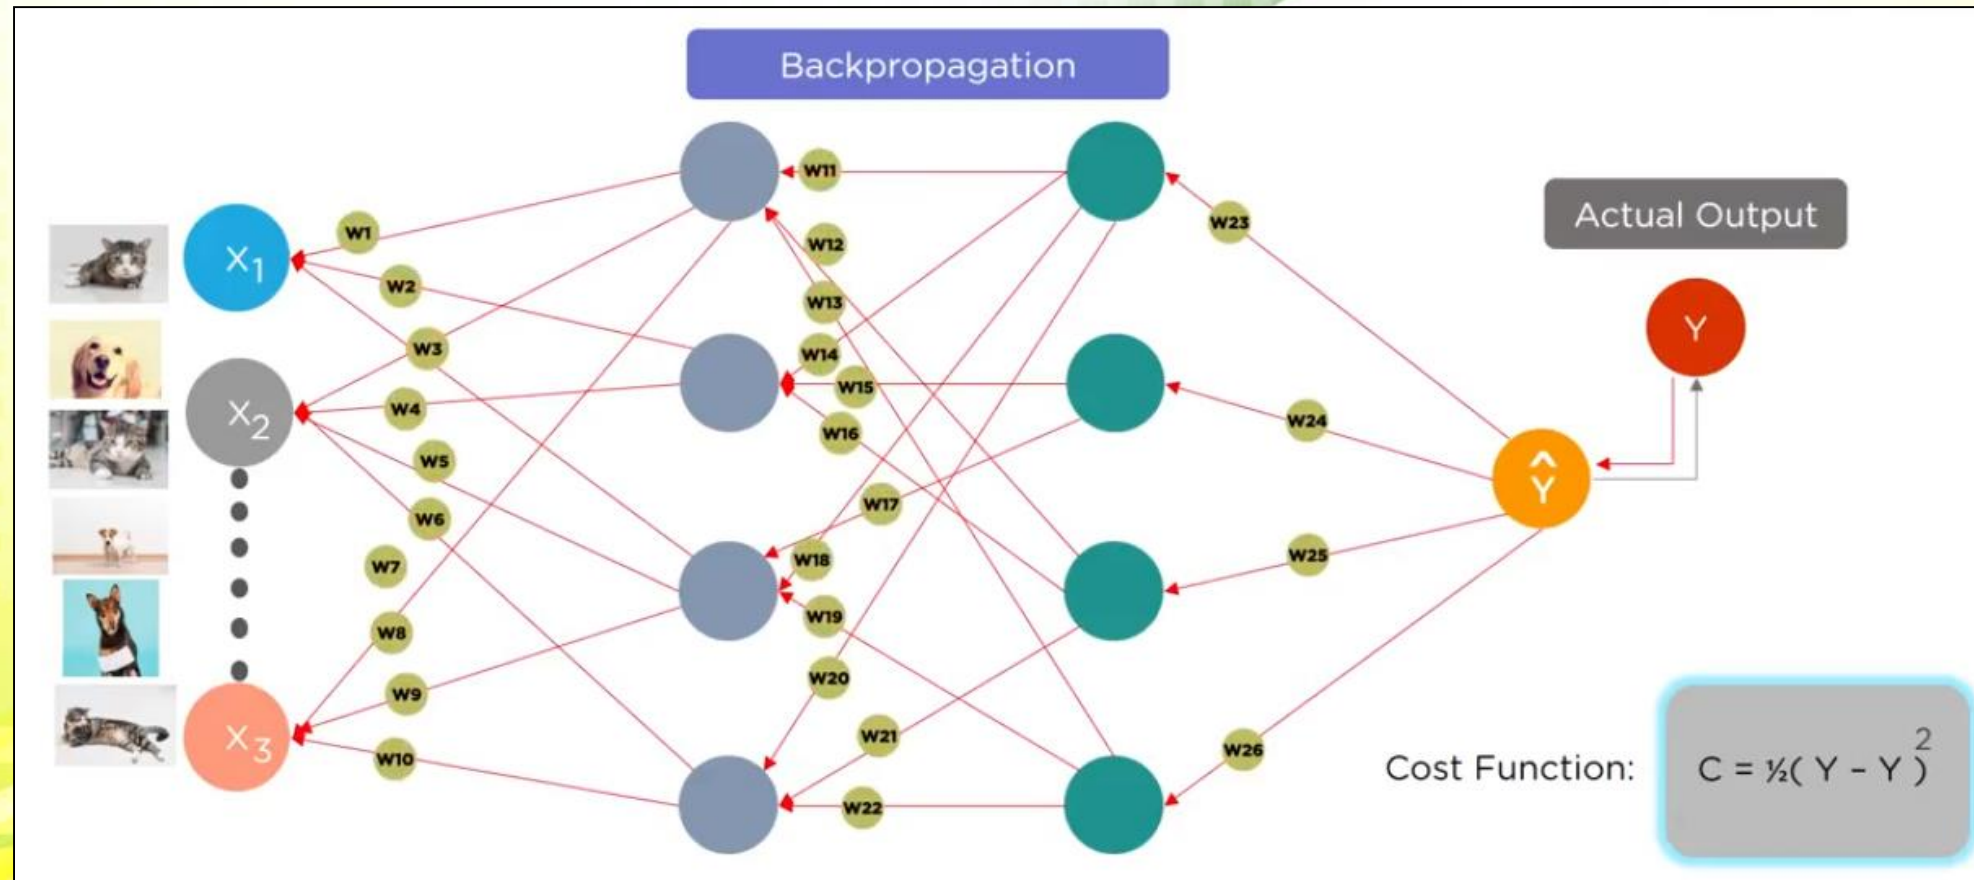 Backpropagation
Actual Output
X1
X2
X3
W1
W2
W3
W4
W5
W6
W7
W8
W9
W10
W11
W12
W13
W14
W15
W16
W17
W18
W19
W20
W21
W22
W23
W24
W25
W26
Ŷ
Y
Cost Function:
C = ½( Y – Y )²